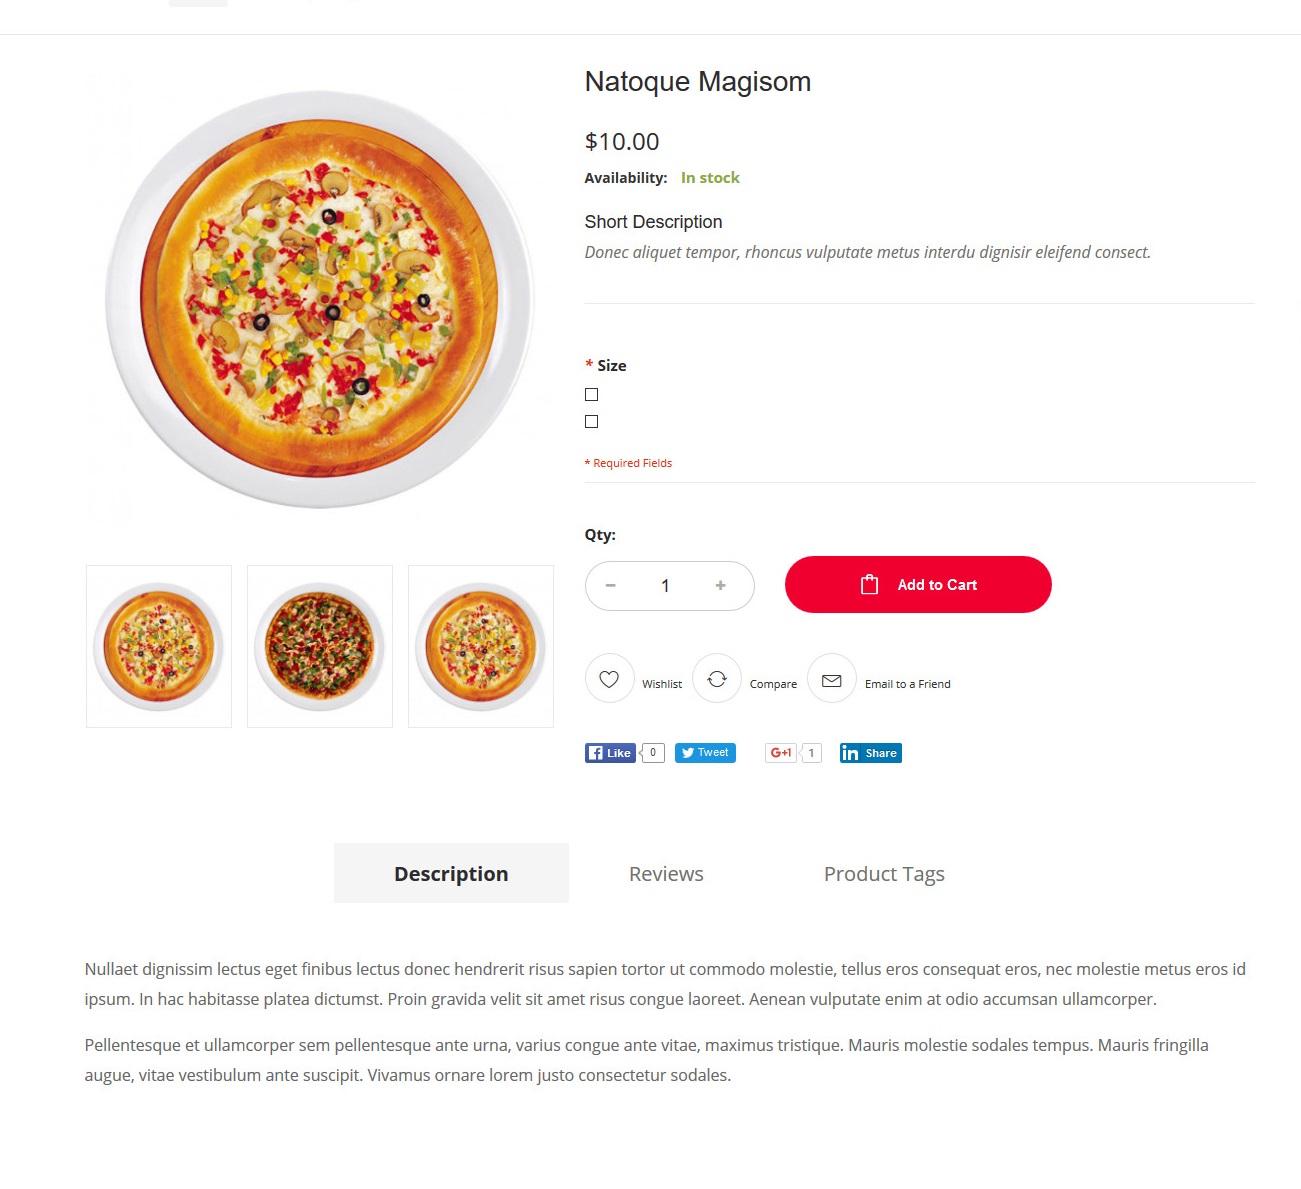 Natoque Magisom
$10.00
Availability: In stock
Short Description
Donec aliquet tempor, rhoncus vulputate metus interdu dignisir eleifend consect.
* Size
* Required Fields
Qty:
− 1 +
Add to Cart
Wishlist
Compare
Email to a Friend
Like 0
Tweet
G+1 1
in Share
Description
Reviews
Product Tags
Nullaet dignissim lectus eget finibus lectus donec hendrerit risus sapien tortor ut commodo molestie, tellus eros consequat eros, nec molestie metus eros id
ipsum. In hac habitasse platea dictumst. Proin gravida velit sit amet risus congue laoreet. Aenean vulputate enim at odio accumsan ullamcorper.
Pellentesque et ullamcorper sem pellentesque ante urna, varius congue ante vitae, maximus tristique. Mauris molestie sodales tempus. Mauris fringilla
augue, vitae vestibulum ante suscipit. Vivamus ornare lorem justo consectetur sodales.